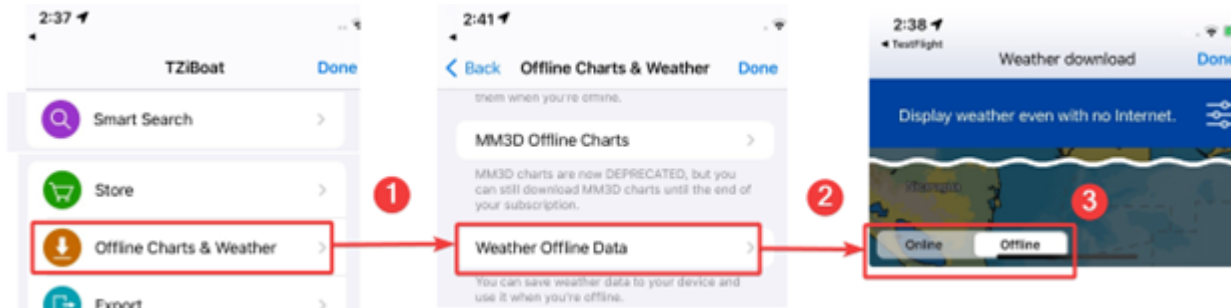 2:37
TZiBoat
Done
Smart Search
Store
Offline Charts & Weather
Export
1
2:41
Back
Offline Charts & Weather
Done
them when you're offline.
MM3D Offline Charts
MM3D charts are now DEPRECATED, but you
can still download MM3D charts until the end of
your subscription.
Weather Offline Data
You can save weather data to your device and
use it when you're offline.
2
2:38
TestFlight
Weather download
Done
Display weather even with no Internet.
Nicaragua
3
Online
Offline